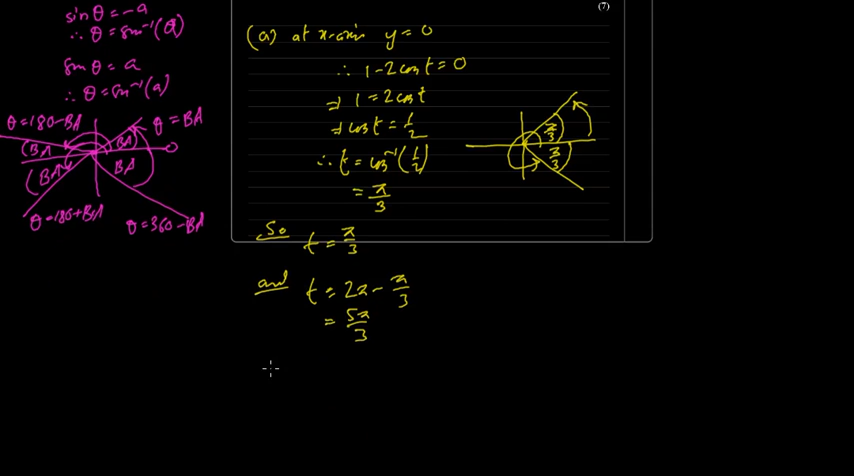 sin θ = -a
∴ θ = sin⁻¹(a)
sin θ = a
∴ θ = sin⁻¹(a)
θ = 180 - BA
θ = BA
(BA
BA)
(BA
BA
θ = 180 + BA
θ = 360 - BA
(7)
(a) at x-axis y = 0
∴ 1 - 2cos t = 0
⇒ 1 = 2cos t
⇒ cos t = 1/2
∴ t = cos⁻¹(1/2)
= π/3
π/3
π/3
So t = π/3
and t = 2π - π/3
= 5π/3